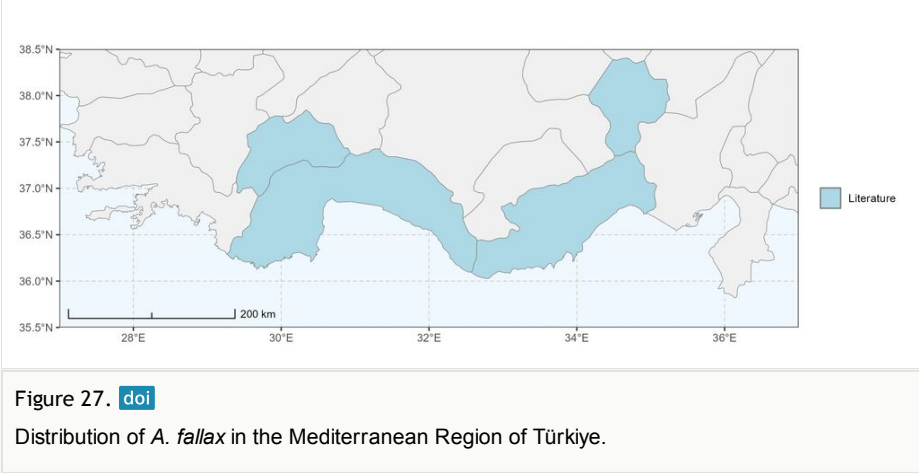 38.5°N
38.0°N
37.5°N
37.0°N
36.5°N
36.0°N
35.5°N
200 km
28°E 30°E 32°E 34°E 36°E
Literature
Figure 27. doi
Distribution of A. fallax in the Mediterranean Region of Türkiye.